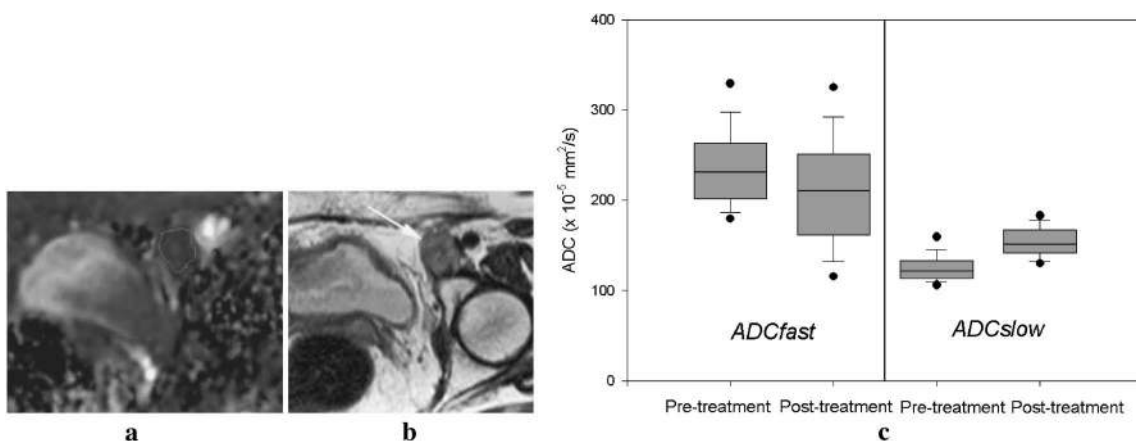 400
300
200
100
0
ADC (x 10⁻⁵ mm²/s)
ADCfast
ADCslow
Pre-treatment Post-treatment Pre-treatment Post-treatment
a
b
c